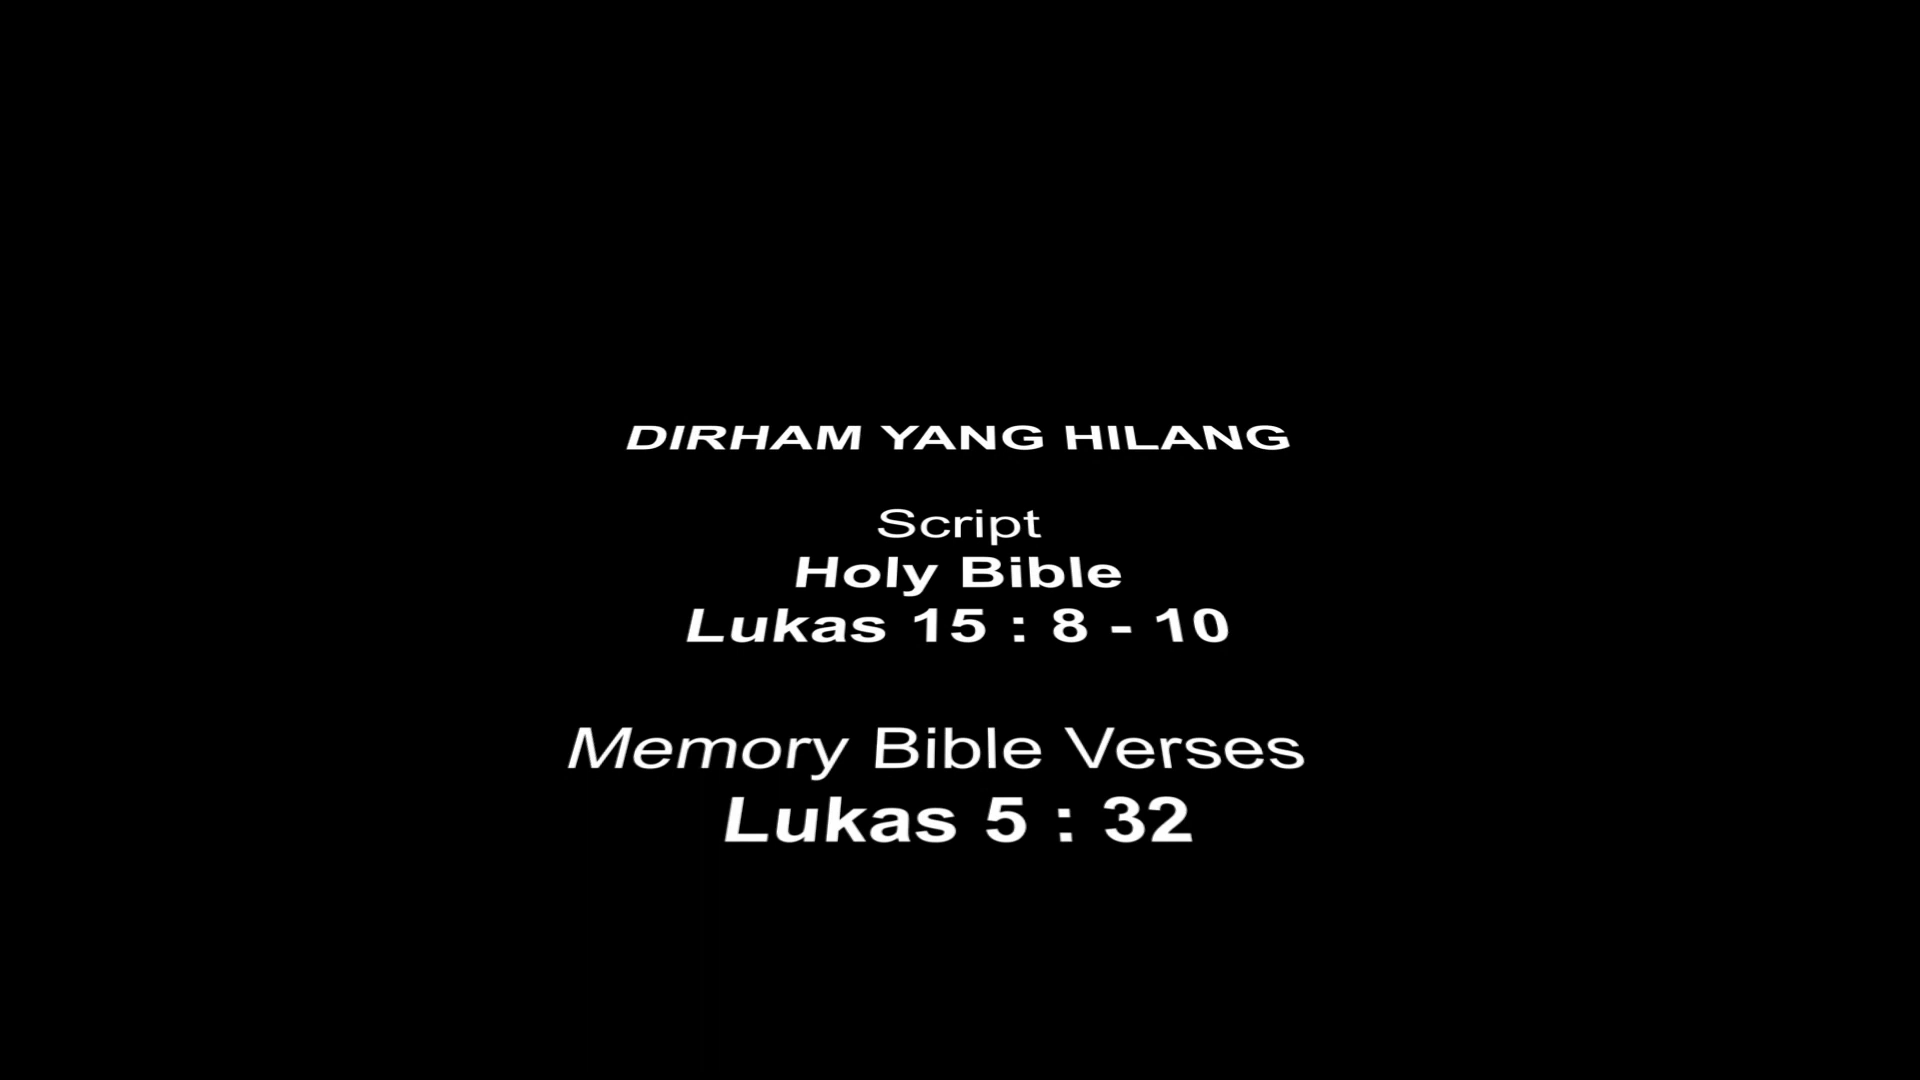 DIRHAM YANG HILANG
Script
Holy Bible
Lukas 15 : 8 - 10
Memory Bible Verses
Lukas 5 : 32